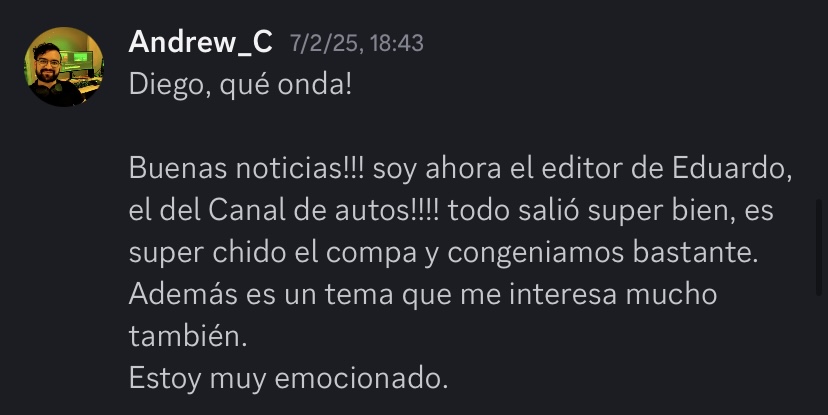 Andrew_C 7/2/25, 18:43
Diego, qué onda!
Buenas noticias!!! soy ahora el editor de Eduardo,
el del Canal de autos!!!! todo salió super bien, es
super chido el compa y congeniamos bastante.
Además es un tema que me interesa mucho
también.
Estoy muy emocionado.